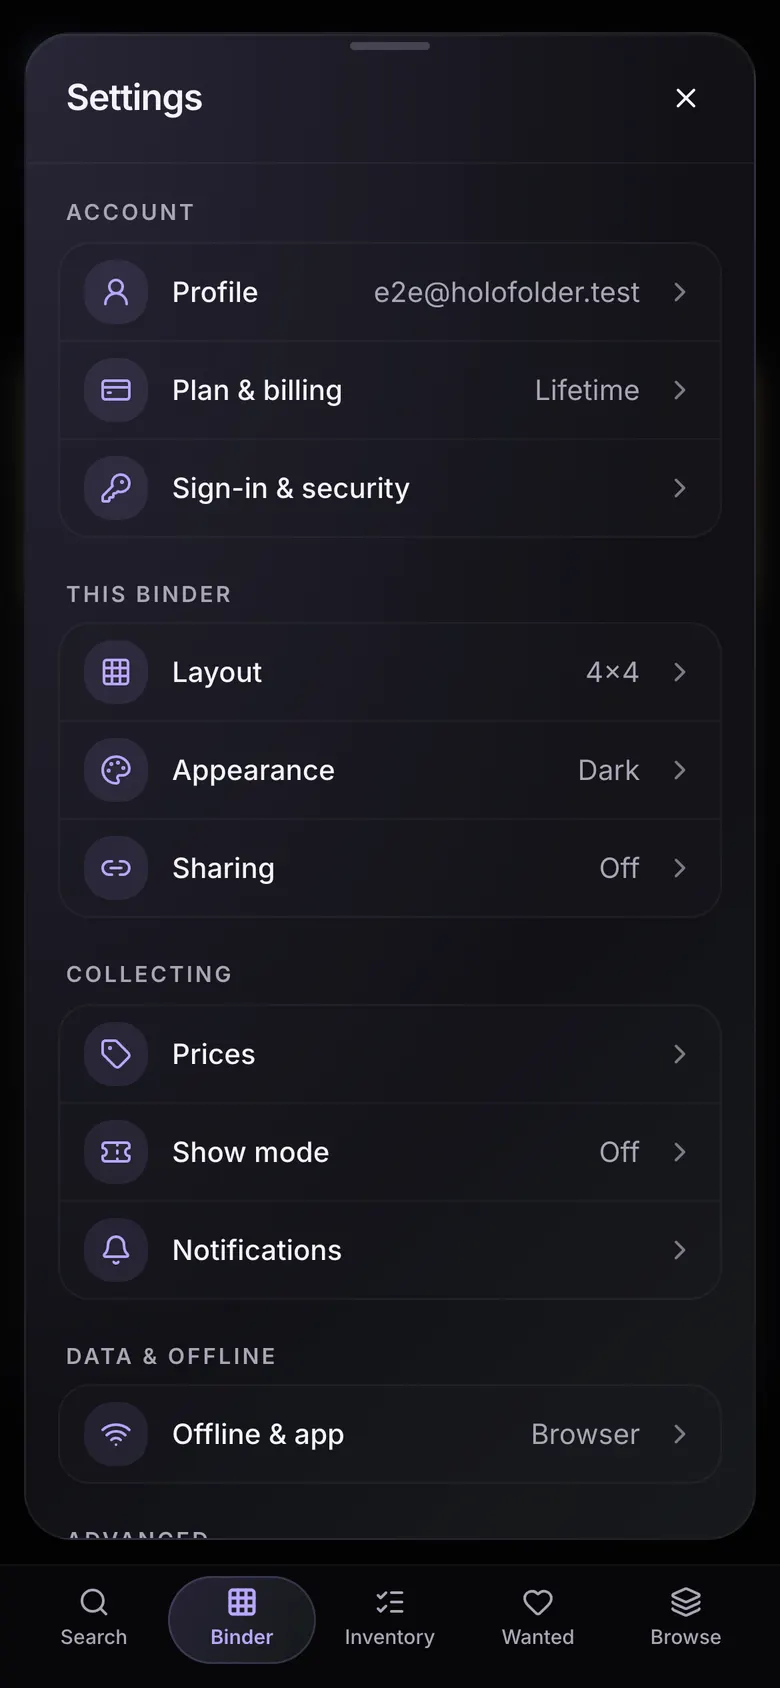 Settings
ACCOUNT
Profile e2e@holofolder.test
Plan & billing Lifetime
Sign-in & security
THIS BINDER
Layout 4×4
Appearance Dark
Sharing Off
COLLECTING
Prices
Show mode Off
Notifications
DATA & OFFLINE
Offline & app Browser
ADVANCED
Search Binder Inventory Wanted Browse